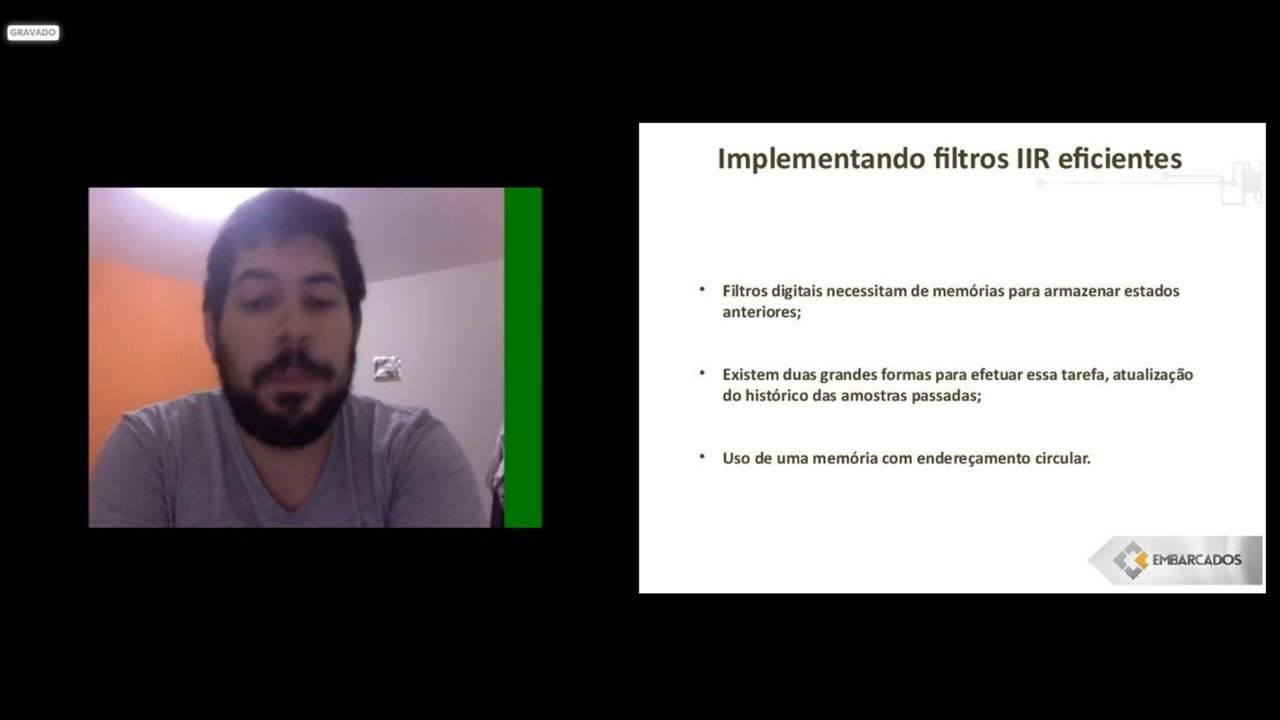 GRAVADO
Implementando filtros IIR eficientes
• Filtros digitais necessitam de memórias para armazenar estados
anteriores;
• Existem duas grandes formas para efetuar essa tarefa, atualização
do histórico das amostras passadas;
• Uso de uma memória com endereçamento circular.
EMBARCADOS